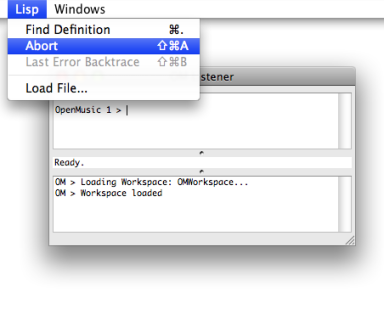 Lisp Windows
Find Definition ⌘.
Abort ⇧⌘A
Last Error Backtrace ⇧⌘B
Load File...
stener
OpenMusic 1 >
Ready.
OM > Loading Workspace: OMWorkspace...
OM > Workspace loaded